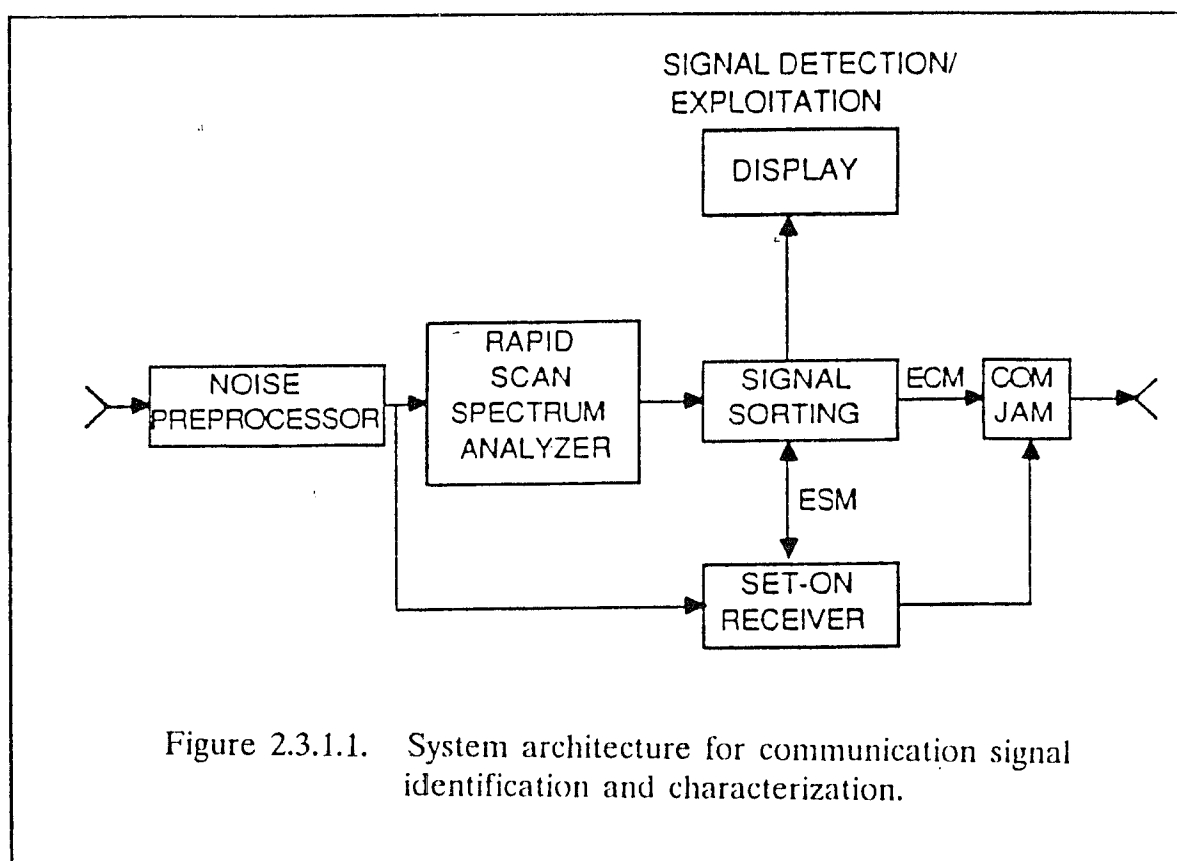 SIGNAL DETECTION/
EXPLOITATION
DISPLAY
NOISE
PREPROCESSOR
RAPID
SCAN
SPECTRUM
ANALYZER
SIGNAL
SORTING
ECM
COM
JAM
ESM
SET-ON
RECEIVER
Figure 2.3.1.1. System architecture for communication signal
identification and characterization.